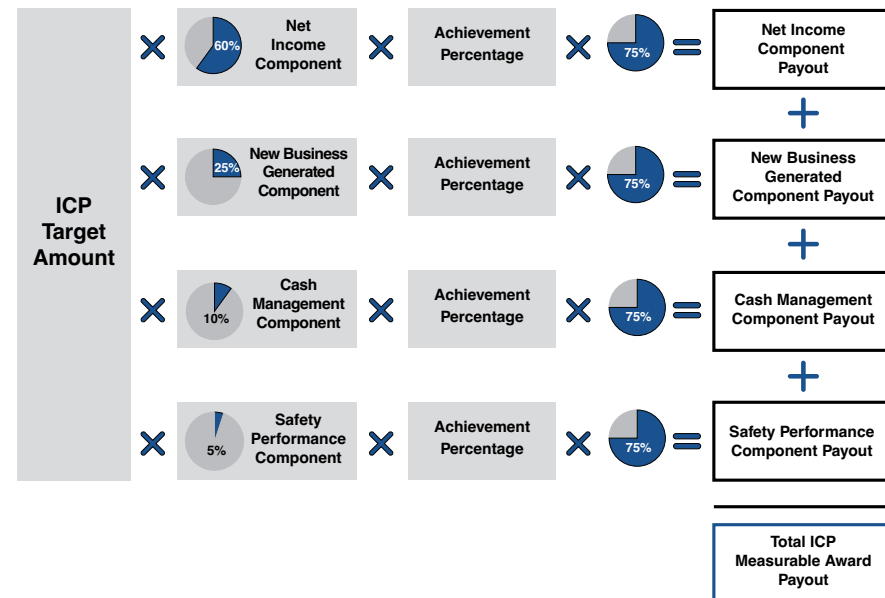 ICP
Target
Amount
60%
Net
Income
Component
Achievement
Percentage
75%
Net Income
Component
Payout
25%
New Business
Generated
Component
Achievement
Percentage
75%
New Business
Generated
Component Payout
10%
Cash
Management
Component
Achievement
Percentage
75%
Cash Management
Component Payout
5%
Safety
Performance
Component
Achievement
Percentage
75%
Safety Performance
Component Payout
Total ICP
Measurable Award
Payout